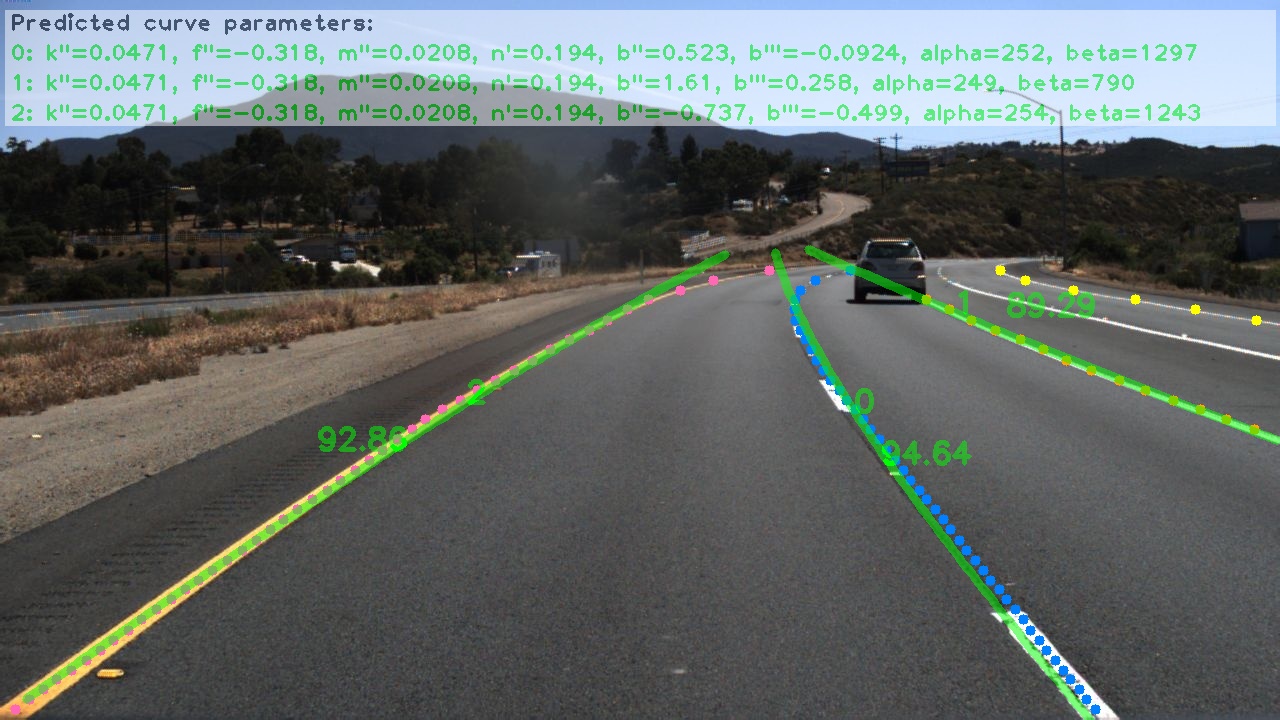 Predicted curve parameters:
0: k''=0.0471, f''=-0.318, m''=0.0208, n'=0.194, b''=0.523, b'''=-0.0924, alpha=252, beta=1297
1: k''=0.0471, f''=-0.318, m''=0.0208, n'=0.194, b''=1.61, b'''=0.258, alpha=249, beta=790
2: k''=0.0471, f''=-0.318, m''=0.0208, n'=0.194, b''=-0.737, b'''=-0.499, alpha=254, beta=1243
1 89.29
2
0
92.86
94.64